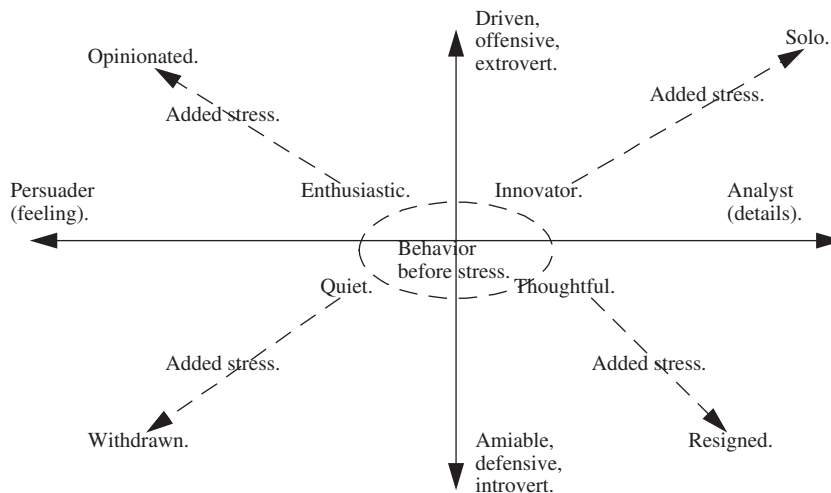 Driven,
offensive,
extrovert.
Solo.
Opinionated.
Added stress.
Added stress.
Persuader
(feeling).
Enthusiastic.
Innovator.
Analyst
(details).
Behavior
before stress.
Quiet.
Thoughtful.
Added stress.
Added stress.
Withdrawn.
Amiable,
defensive,
introvert.
Resigned.